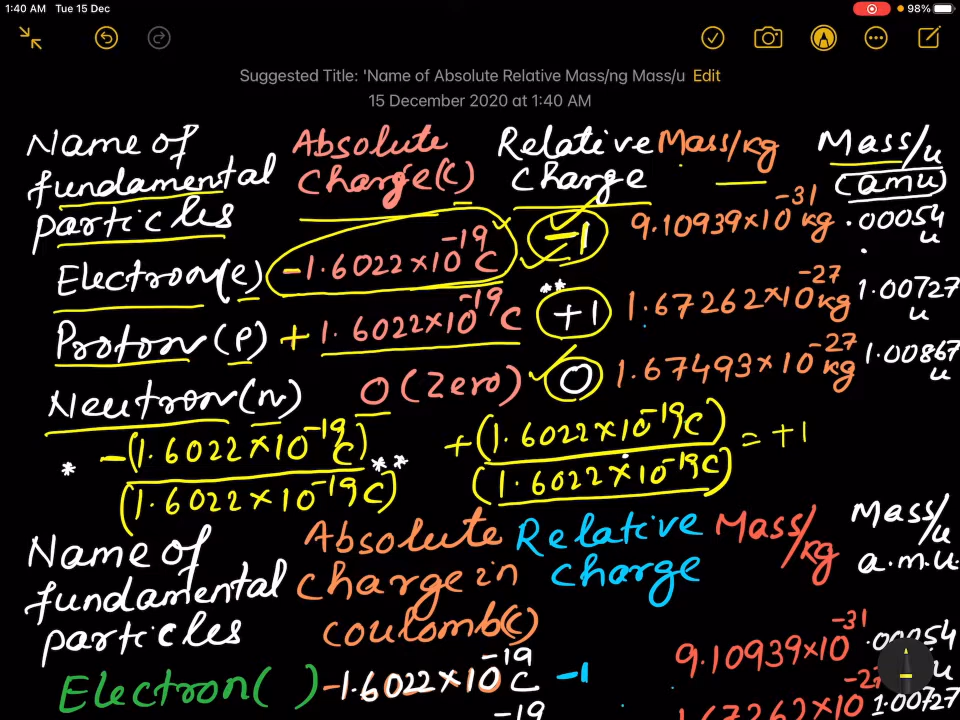 1:40 AM Tue 15 Dec 98%
Suggested Title: 'Name of Absolute Relative Mass/ng Mass/u Edit
15 December 2020 at 1:40 AM
Name of fundamental particles Absolute Charge(C) Relative charge Mass/kg Mass/u (amu)
Electron(e) -1.6022×10^-19 C -1 9.10939×10^-31 kg .00054 u
Proton(P) +1.6022×10^-19 C ** +1 1.67262×10^-27 kg 1.00727 u
Neutron(n) 0(Zero) 0 1.67493×10^-27 kg 1.00867 u
* -(1.6022×10^-19 C) / (1.6022×10^-19 C) ** +(1.6022×10^-19 C) / (1.6022×10^-19 C) = +1
Name of fundamental particles Absolute charge in coulomb(C) Relative charge Mass/kg Mass/u a.m.u.
Electron( ) -1.6022×10^-19 C -1 9.10939×10^-31 .00054 u
-19 1.67262×10^-27 1.00727